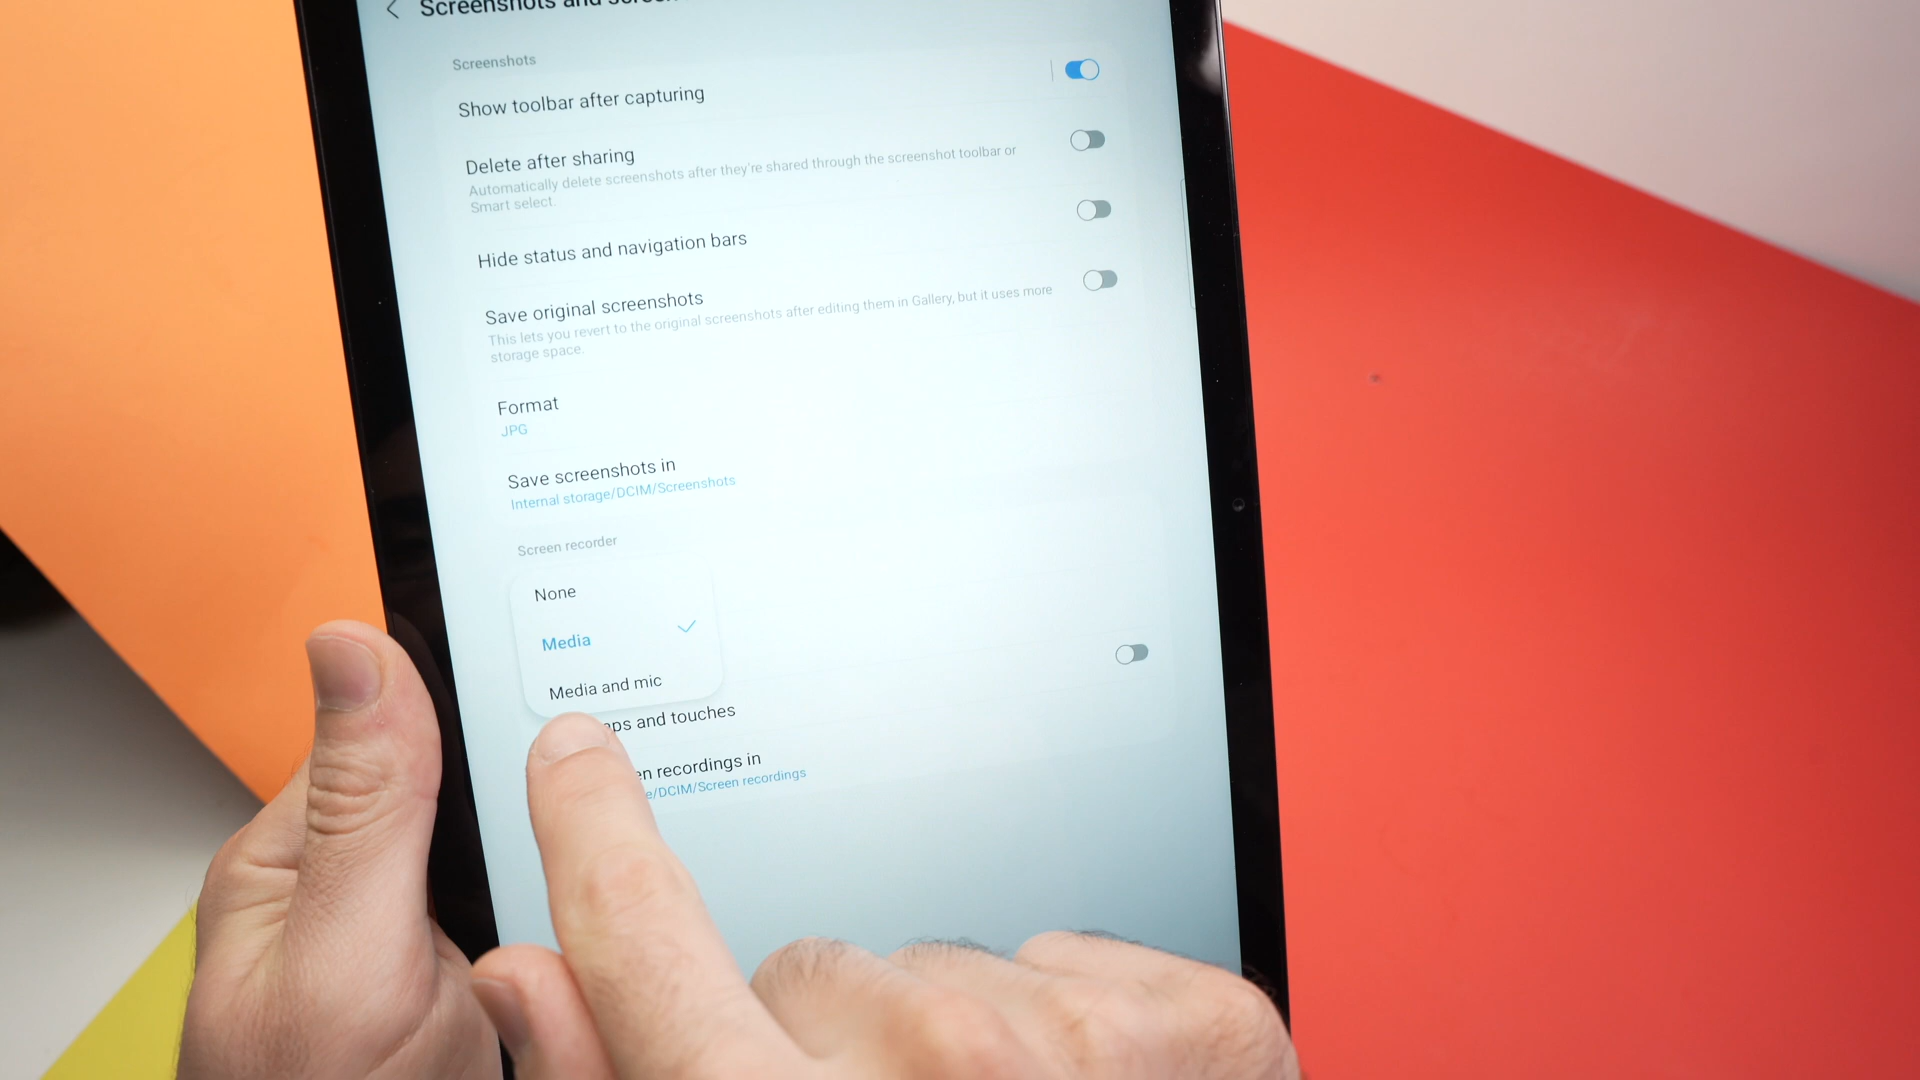 Screenshots and
Screenshots
Show toolbar after capturing
Delete after sharing
Automatically delete screenshots after they're shared through the screenshot toolbar or
Smart select.
Hide status and navigation bars
Save original screenshots
This lets you revert to the original screenshots after editing them in Gallery, but it uses more
storage space.
Format
JPG
Save screenshots in
Internal storage/DCIM/Screenshots
Screen recorder
None
Media
Media and mic
and touches
recordings in
/DCIM/Screen recordings